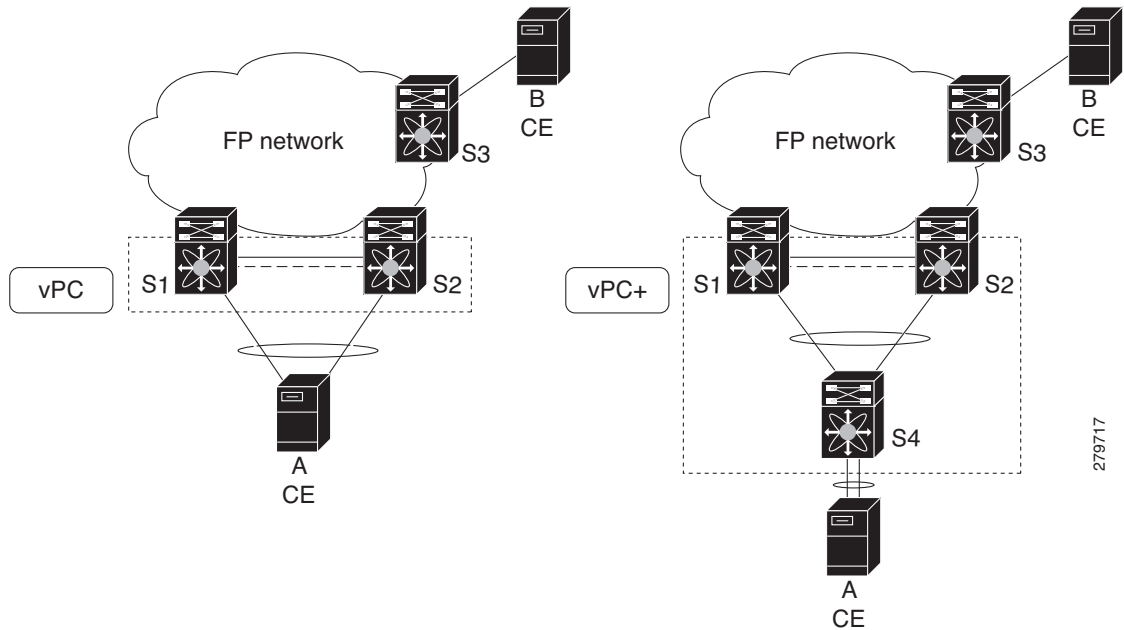 B
CE
FP network
S3
S1
S2
vPC
A
CE
B
CE
FP network
S3
S1
S2
vPC+
S4
A
CE
279717